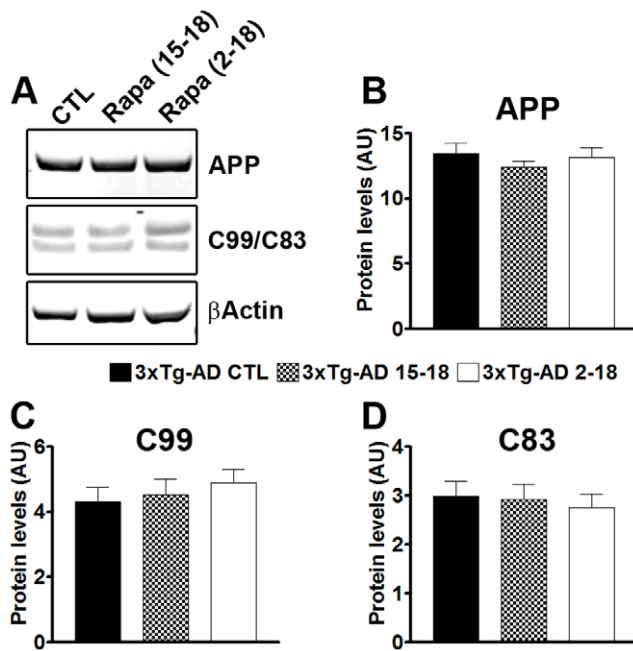 A
CTL
Rapa (15-18)
Rapa (2-18)
APP
C99/C83
βActin
B
APP
Protein levels (AU)
15
10
5
0
3xTg-AD CTL 3xTg-AD 15-18 3xTg-AD 2-18
C
C99
Protein levels (AU)
6
4
2
0
D
C83
Protein levels (AU)
4
3
2
1
0